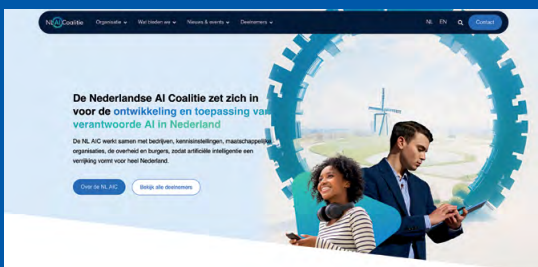 NL AI Coalitie
Organisatie
Wat bieden we
Nieuws & events
Deelnemers
NL EN
Contact
De Nederlandse AI Coalitie zet zich in
voor de ontwikkeling en toepassing van
verantwoorde AI in Nederland
De NL AIC werkt samen met bedrijven, kennisinstellingen, maatschappelijke
organisaties, de overheid en burgers, zodat artificiële intelligentie een
verrijking vormt voor heel Nederland.
Over de NL AIC
Bekijk alle deelnemers